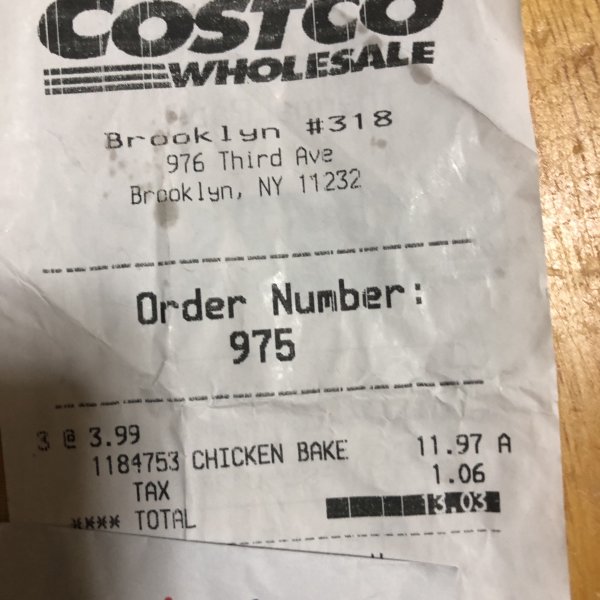 COSTCO
WHOLESALE
Brooklyn #318
976 Third Ave
Brooklyn, NY 11232
Order Number:
975
3 @ 3.99
1184753 CHICKEN BAKE 11.97 A
TAX 1.06
**** TOTAL 13.03